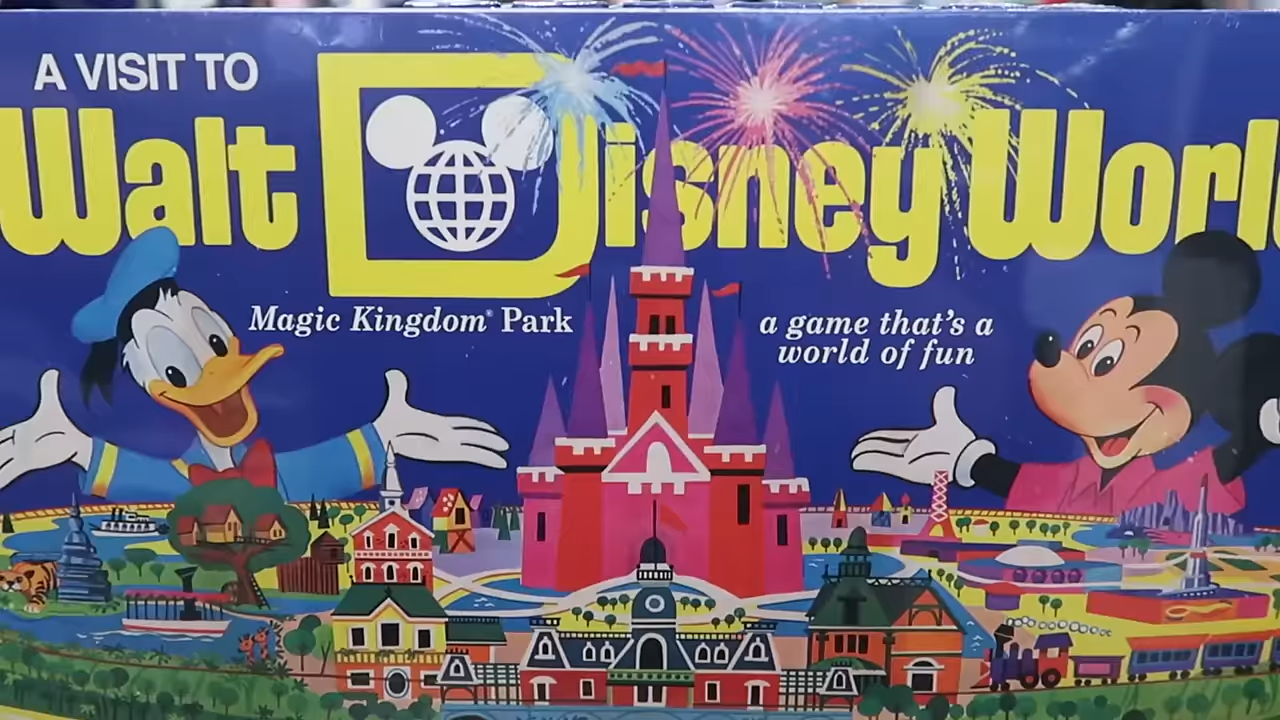 A VISIT TO
Walt Disney Worl
Magic Kingdom® Park
a game that's a
world of fun